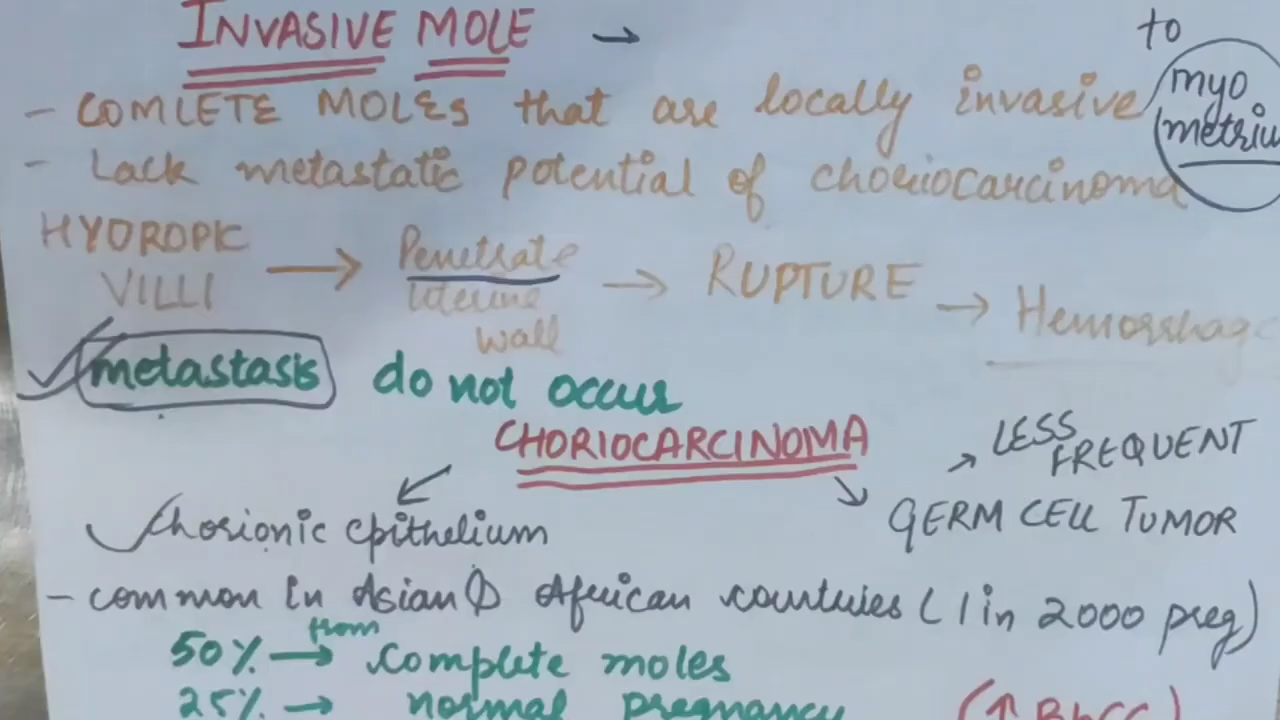 INVASIVE MOLE →
- COMLETE MOLES that are locally invasive to myo metriu
- Lack metastatic potential of choriocarcinoma
HYDROPIC VILLI → Penetrate uterine wall → RUPTURE → Hemorrhag
metastasis do not occur
CHORIOCARCINOMA
→ LESS FREQUENT
Chorionic epithelium
GERM CELL TUMOR
- common in Asian & African countries (1 in 2000 preg)
50% → from complete moles
25% → normal pregnancy
(↑ BhCG)